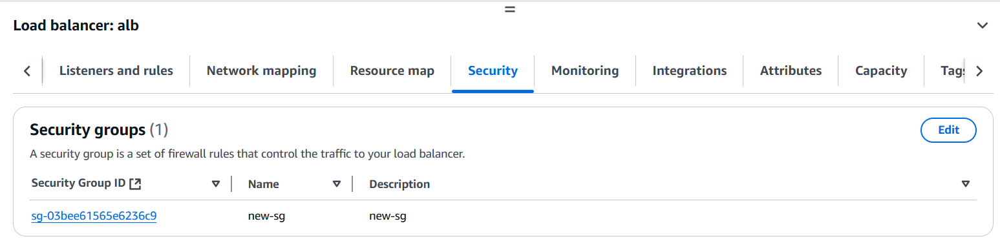 Load balancer: alb
Listeners and rules Network mapping Resource map Security Monitoring Integrations Attributes Capacity Tags
Security groups (1) Edit
A security group is a set of firewall rules that control the traffic to your load balancer.
Security Group ID Name Description
sg-03bee61565e6236c9 new-sg new-sg